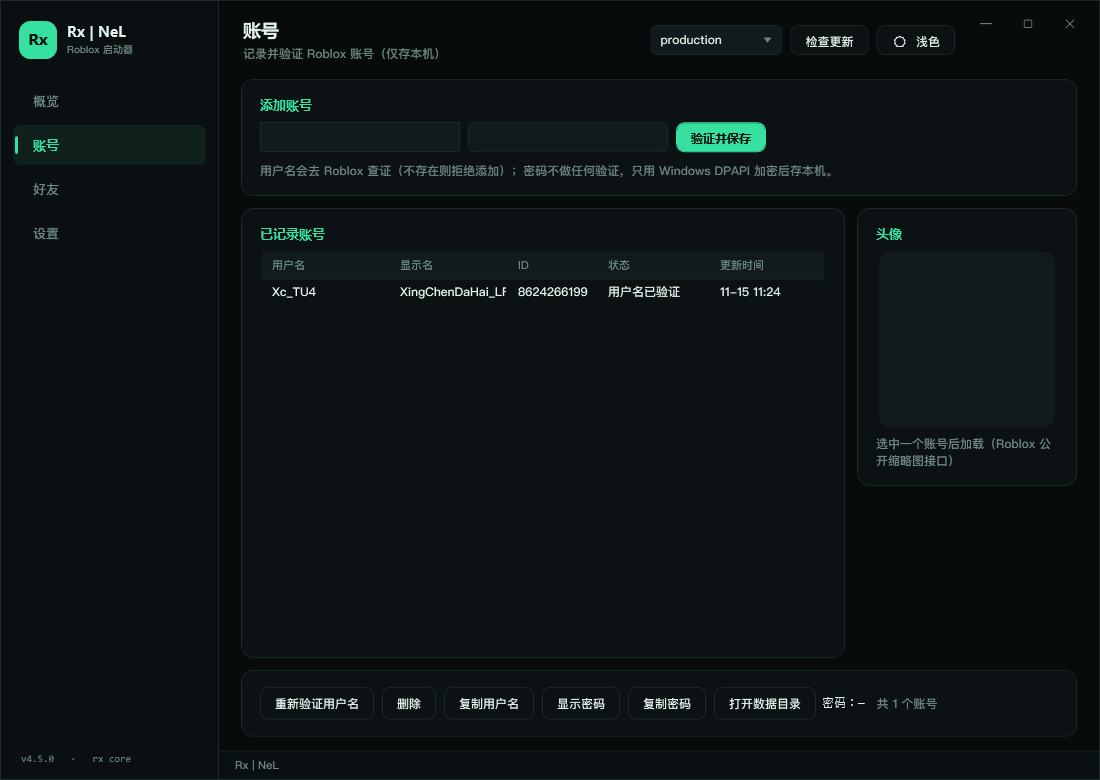 Rx
Rx | NeL
Roblox 启动器
概览
账号
好友
设置
v4.5.0 · rx core
账号
记录并验证 Roblox 账号（仅存本机）
production
检查更新
浅色
添加账号
验证并保存
用户名会去 Roblox 查证（不存在则拒绝添加）；密码不做任何验证，只用 Windows DPAPI 加密后存本机。
已记录账号
用户名 显示名 ID 状态 更新时间
Xc_TU4 XingChenDaHai_LF 8624266199 用户名已验证 11-15 11:24
头像
选中一个账号后加载（Roblox 公
开缩略图接口）
重新验证用户名 删除 复制用户名 显示密码 复制密码 打开数据目录 密码：— 共 1 个账号
Rx | NeL